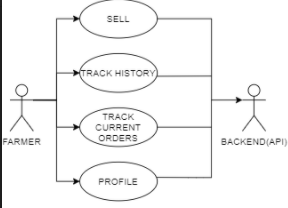 SELL
TRACK HISTORY
TRACK
CURRENT
ORDERS
FARMER
BACKEND(API)
PROFILE